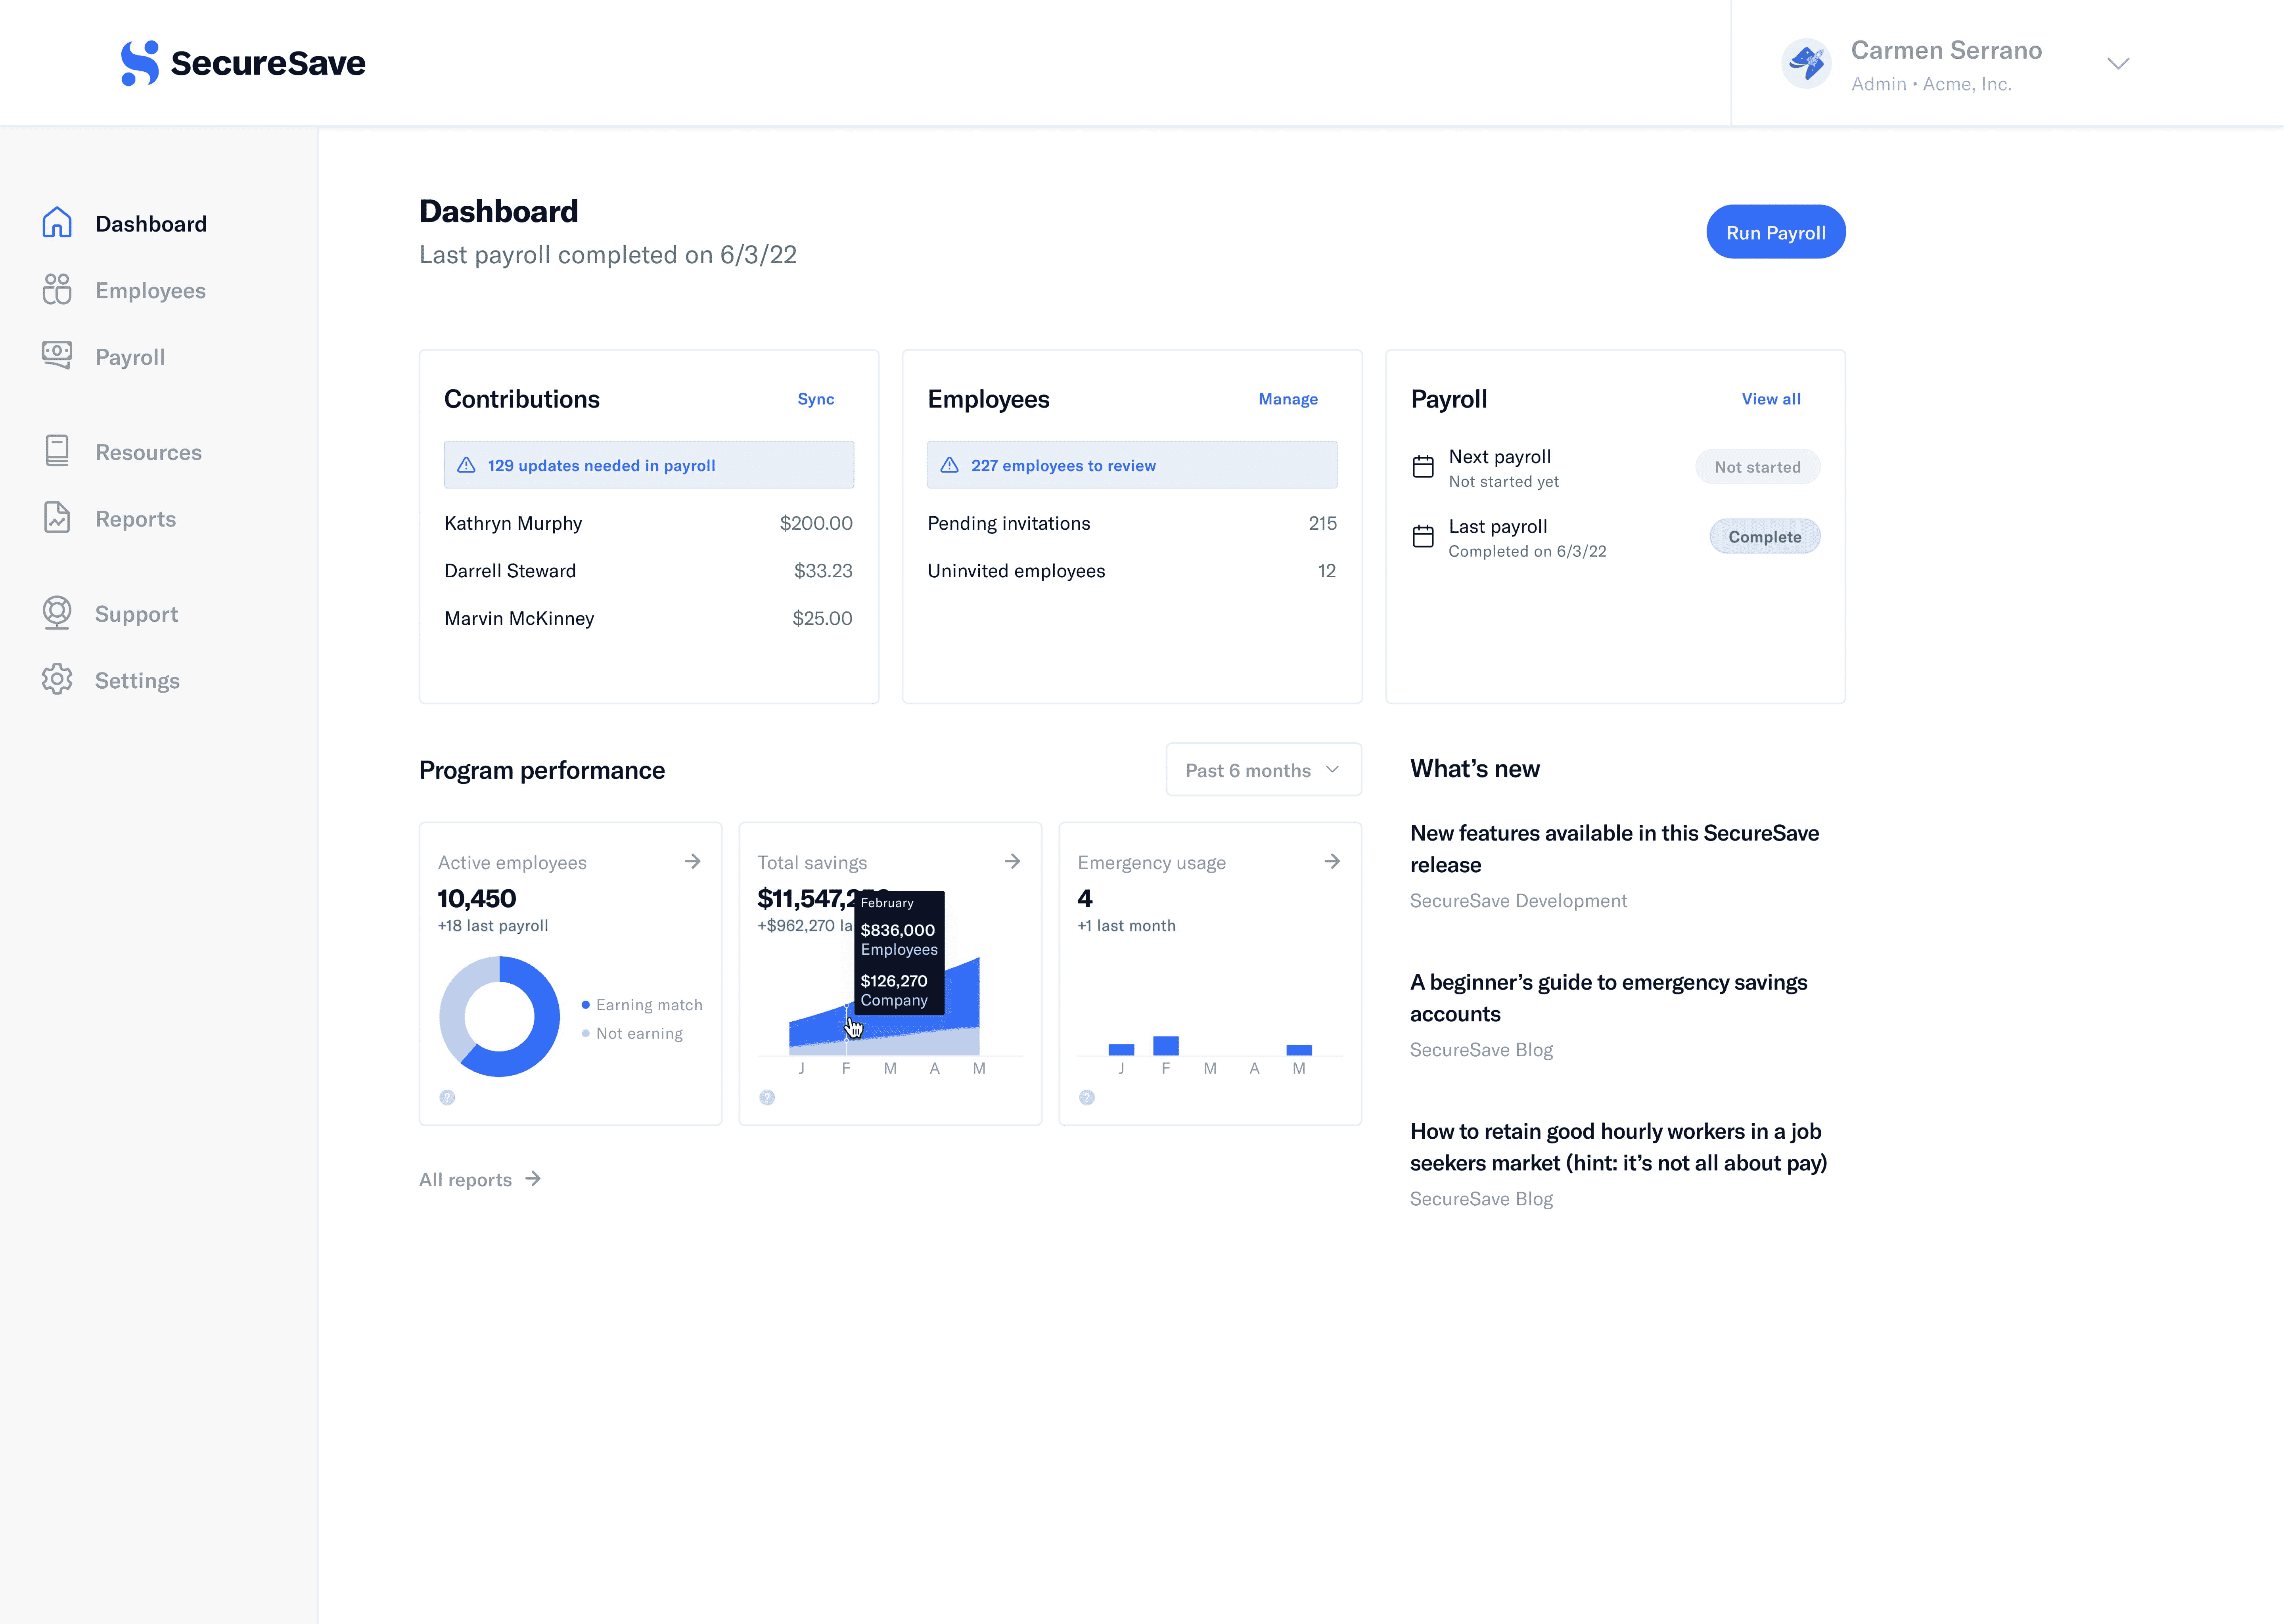 SecureSave
Carmen Serrano
Admin • Acme, Inc.
Dashboard
Employees
Payroll
Resources
Reports
Support
Settings
Dashboard
Last payroll completed on 6/3/22
Run Payroll
Contributions
Sync
129 updates needed in payroll
Kathryn Murphy $200.00
Darrell Steward $33.23
Marvin McKinney $25.00
Employees
Manage
227 employees to review
Pending invitations 215
Uninvited employees 12
Payroll
View all
Next payroll
Not started yet
Not started
Last payroll
Completed on 6/3/22
Complete
Program performance
Past 6 months
Active employees
10,450
+18 last payroll
Earning match
Not earning
?
Total savings
+$962,270
February
$836,000
Employees
$126,270
Company
J F M A M
?
Emergency usage
4
+1 last month
J F M A M
?
All reports
What's new
New features available in this SecureSave
release
SecureSave Development
A beginner's guide to emergency savings
accounts
SecureSave Blog
How to retain good hourly workers in a job
seekers market (hint: it's not all about pay)
SecureSave Blog